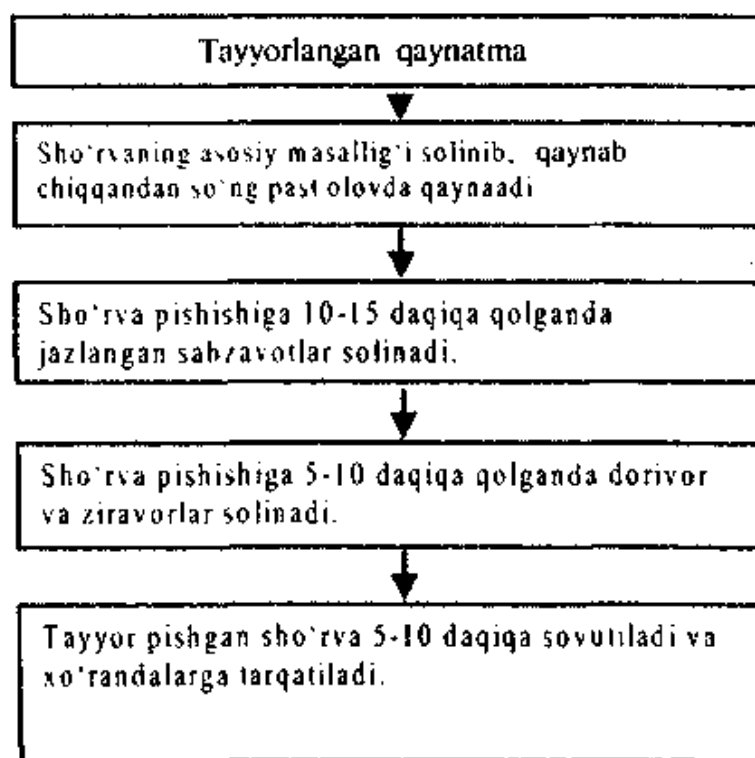 Tayyorlangan qaynatma
Sho‘rvaning asosiy masallig‘i solinib, qaynab
chiqqandan so‘ng past olovda qaynaadi
Sho‘rva pishishiga 10-15 daqiqa qolganda
jazlangan sabzavotlar solinadi.
Sho‘rva pishishiga 5-10 daqiqa qolganda dorivor
va ziravorlar solinadi.
Tayyor pishgan sho‘rva 5-10 daqiqa sovutiladi va
xo‘randalarga tarqatiladi.